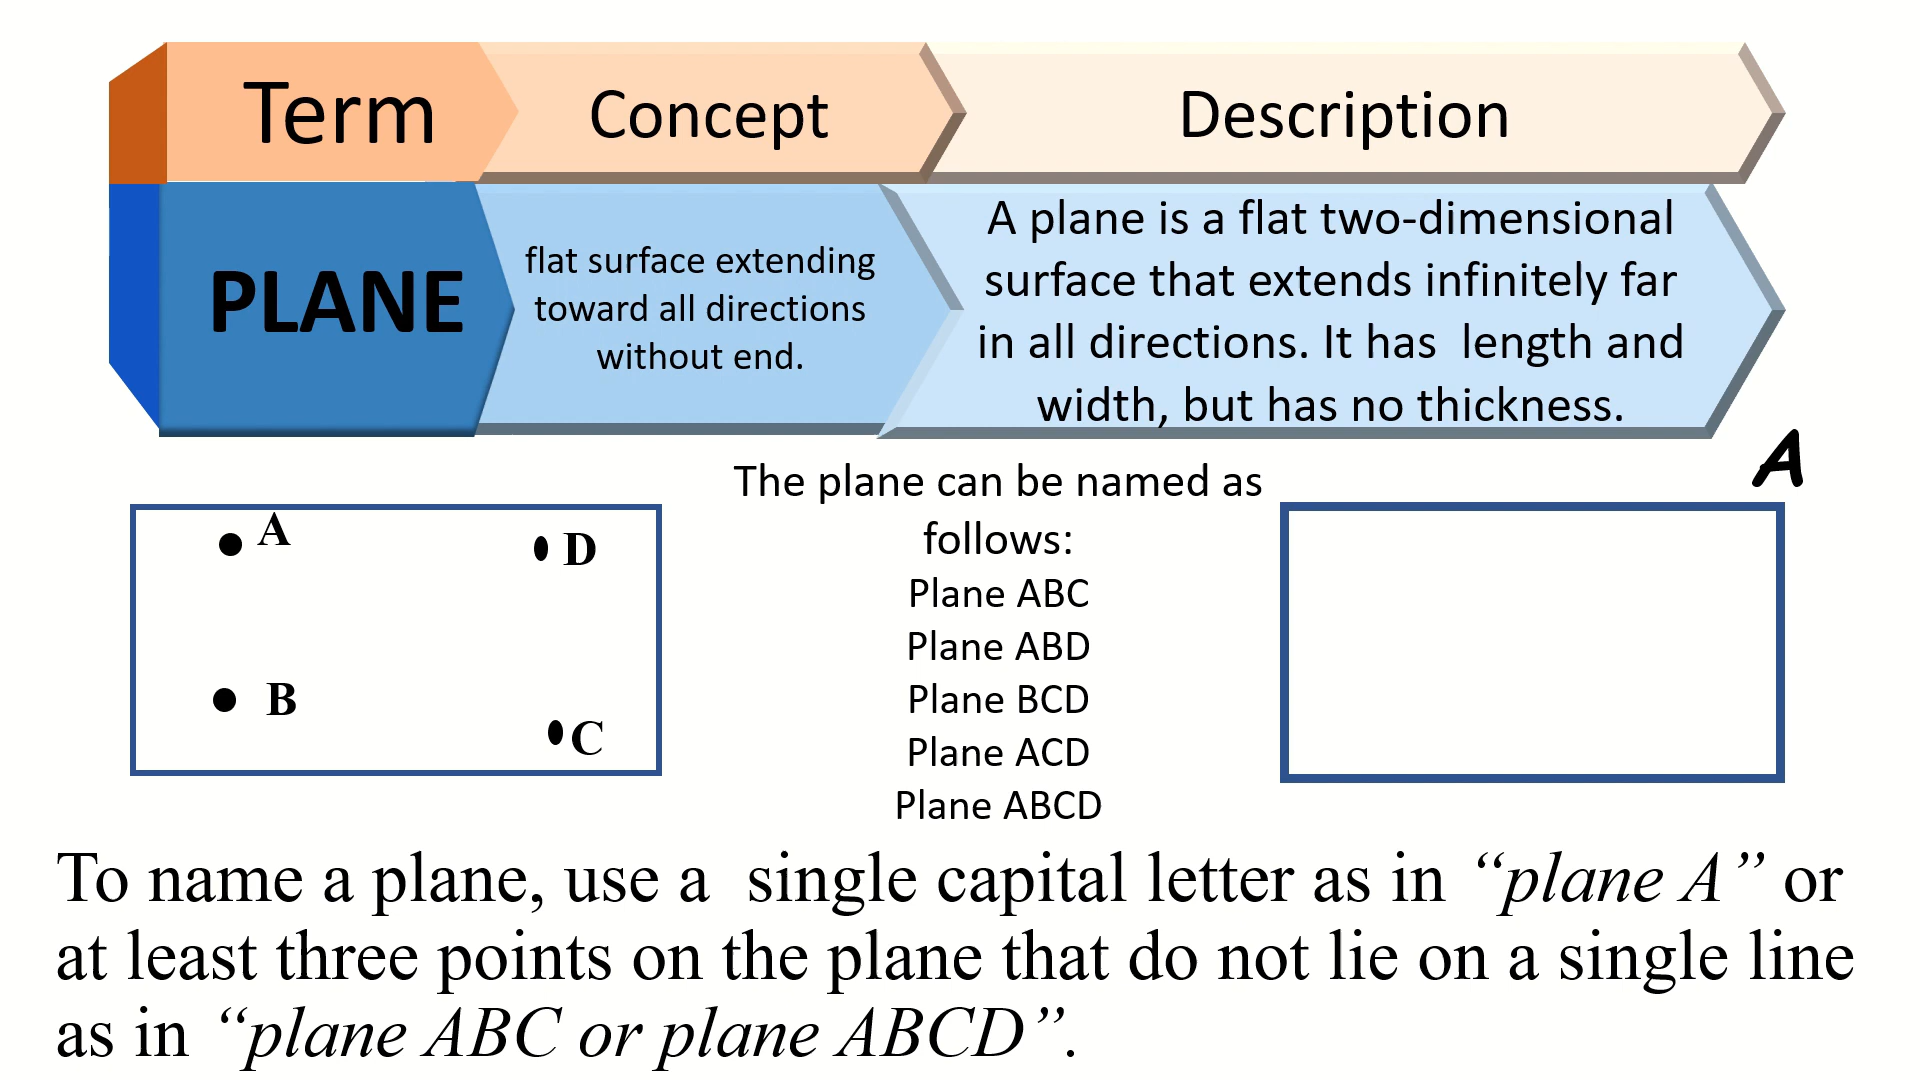 Term
Concept
Description
PLANE
flat surface extending
toward all directions
without end.
A plane is a flat two-dimensional
surface that extends infinitely far
in all directions. It has  length and
width, but has no thickness.
A
D
B
C
The plane can be named as
follows:
Plane ABC
Plane ABD
Plane BCD
Plane ACD
Plane ABCD
A
To name a plane, use a  single capital letter as in “plane A” or
at least three points on the plane that do not lie on a single line
as in “plane ABC or plane ABCD”.